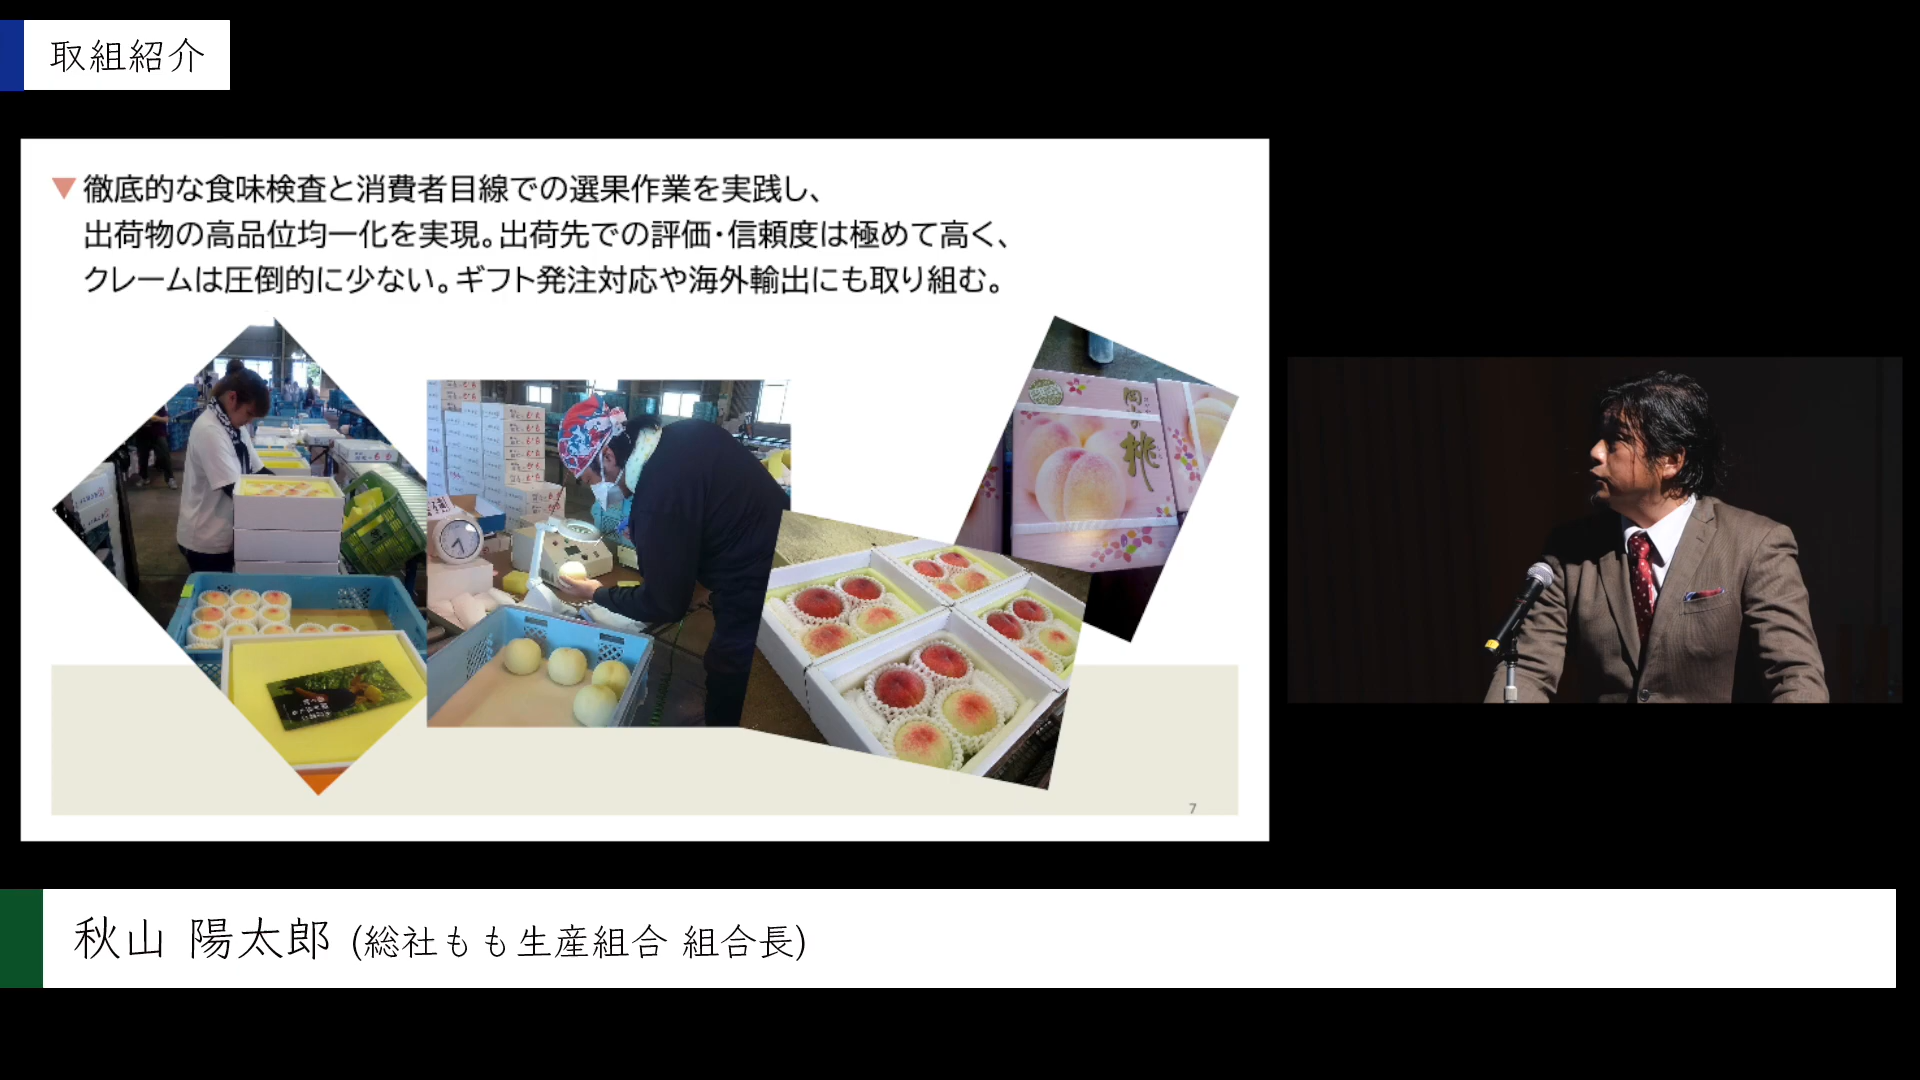 取組紹介
▼徹底的な食味検査と消費者目線での選果作業を実践し、
出荷物の高品位均一化を実現。出荷先での評価・信頼度は極めて高く、
クレームは圧倒的に少ない。ギフト発注対応や海外輸出にも取り組む。
岡山の桃
7
秋山 陽太郎 (総社もも生産組合 組合長)